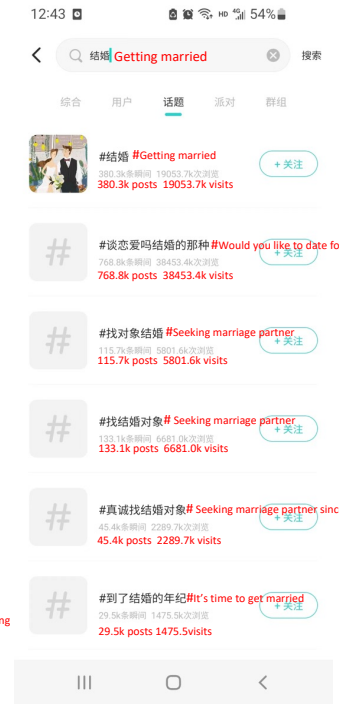 12:43 HD 4G 54%
结婚 Getting married 搜索
综合 用户 话题 派对 群组
#结婚 #Getting married
380.3k条瞬间 19053.7k次浏览 +关注
380.3k posts 19053.7k visits
#谈恋爱吗结婚的那种 #Would you like to date fo
768.8k条瞬间 38453.4k次浏览 +关注
768.8k posts 38453.4k visits
#找对象结婚 #Seeking marriage partner
115.7k条瞬间 5801.6k次浏览 +关注
115.7k posts 5801.6k visits
#找结婚对象 # Seeking marriage partner
133.1k条瞬间 6681.0k次浏览 +关注
133.1k posts 6681.0k visits
#真诚找结婚对象 # Seeking marriage partner sinc
45.4k条瞬间 2289.7k次浏览 +关注
45.4k posts 2289.7k visits
#到了结婚的年纪 #It’s time to get married
29.5k条瞬间 1475.5k次浏览 +关注
ng
29.5k posts 1475.5visits